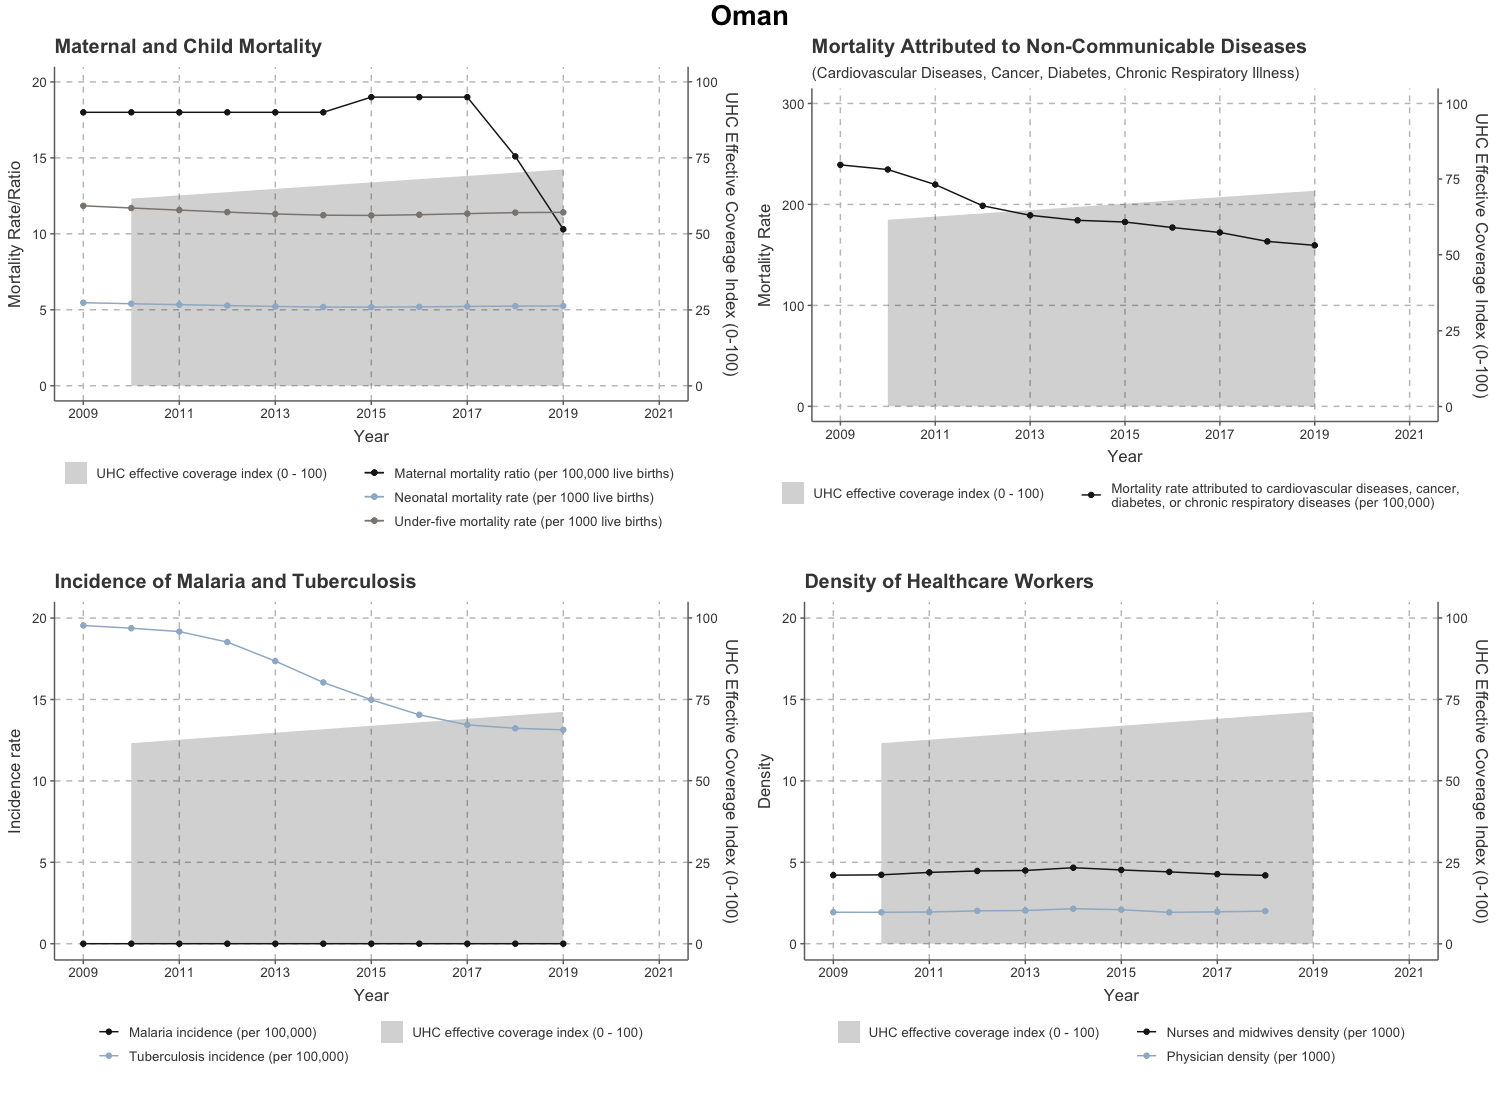 Oman
Maternal and Child Mortality
Mortality Rate/Ratio
20
15
10
5
0
100
75
50
25
0
UHC Effective Coverage Index (0-100)
2009
2011
2013
2015
2017
2019
2021
Year
UHC effective coverage index (0 - 100)
Maternal mortality ratio (per 100,000 live births)
Neonatal mortality rate (per 1000 live births)
Under-five mortality rate (per 1000 live births)
Mortality Attributed to Non-Communicable Diseases
(Cardiovascular Diseases, Cancer, Diabetes, Chronic Respiratory Illness)
Mortality Rate
300
200
100
0
100
75
50
25
0
UHC Effective Coverage Index (0-100)
2009
2011
2013
2015
2017
2019
2021
Year
UHC effective coverage index (0 - 100)
Mortality rate attributed to cardiovascular diseases, cancer,
diabetes, or chronic respiratory diseases (per 100,000)
Incidence of Malaria and Tuberculosis
Incidence rate
20
15
10
5
0
100
75
50
25
0
UHC Effective Coverage Index (0-100)
2009
2011
2013
2015
2017
2019
2021
Year
Malaria incidence (per 100,000)
Tuberculosis incidence (per 100,000)
UHC effective coverage index (0 - 100)
Density of Healthcare Workers
Density
20
15
10
5
0
100
75
50
25
0
UHC Effective Coverage Index (0-100)
2009
2011
2013
2015
2017
2019
2021
Year
UHC effective coverage index (0 - 100)
Nurses and midwives density (per 1000)
Physician density (per 1000)